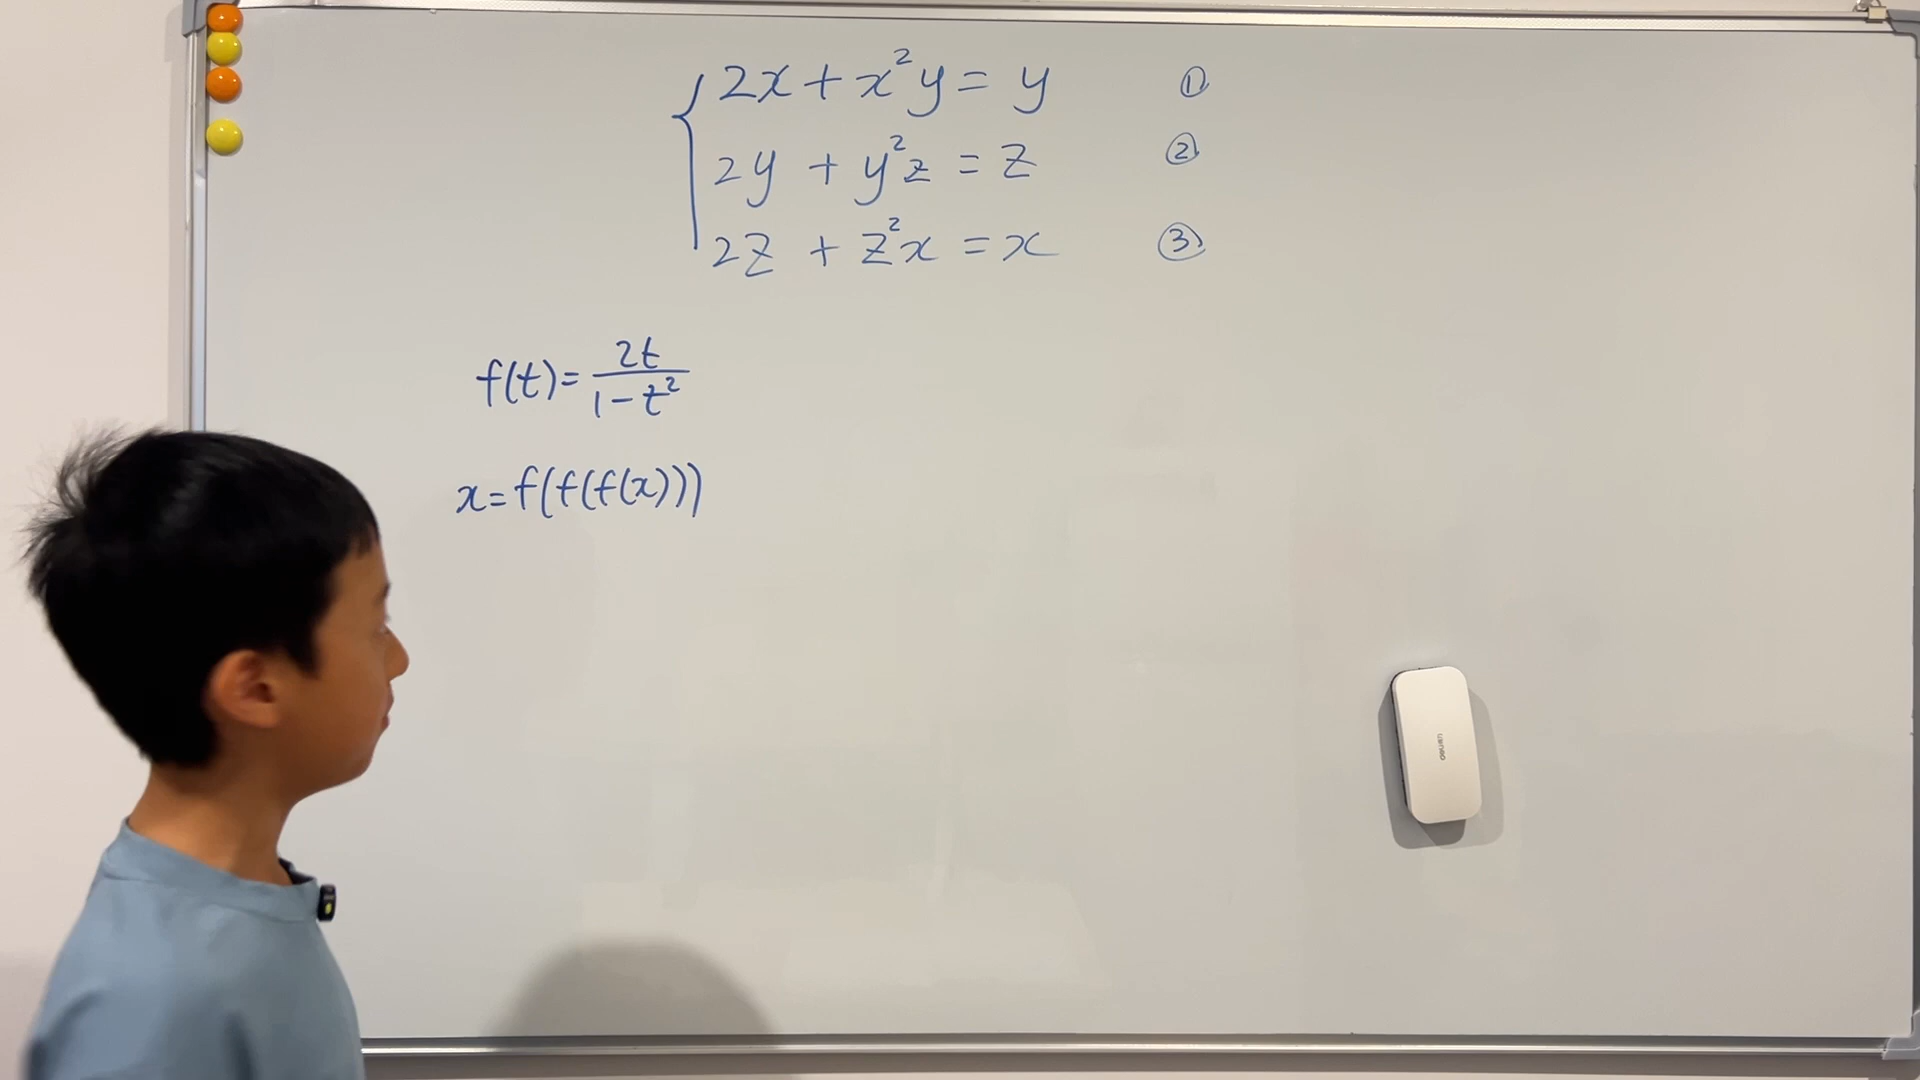 2x + x²y = y ①
2y + y²z = z ②
2z + z²x = x ③
f(t) = 2t / 1 - t²
x = f(f(f(x)))